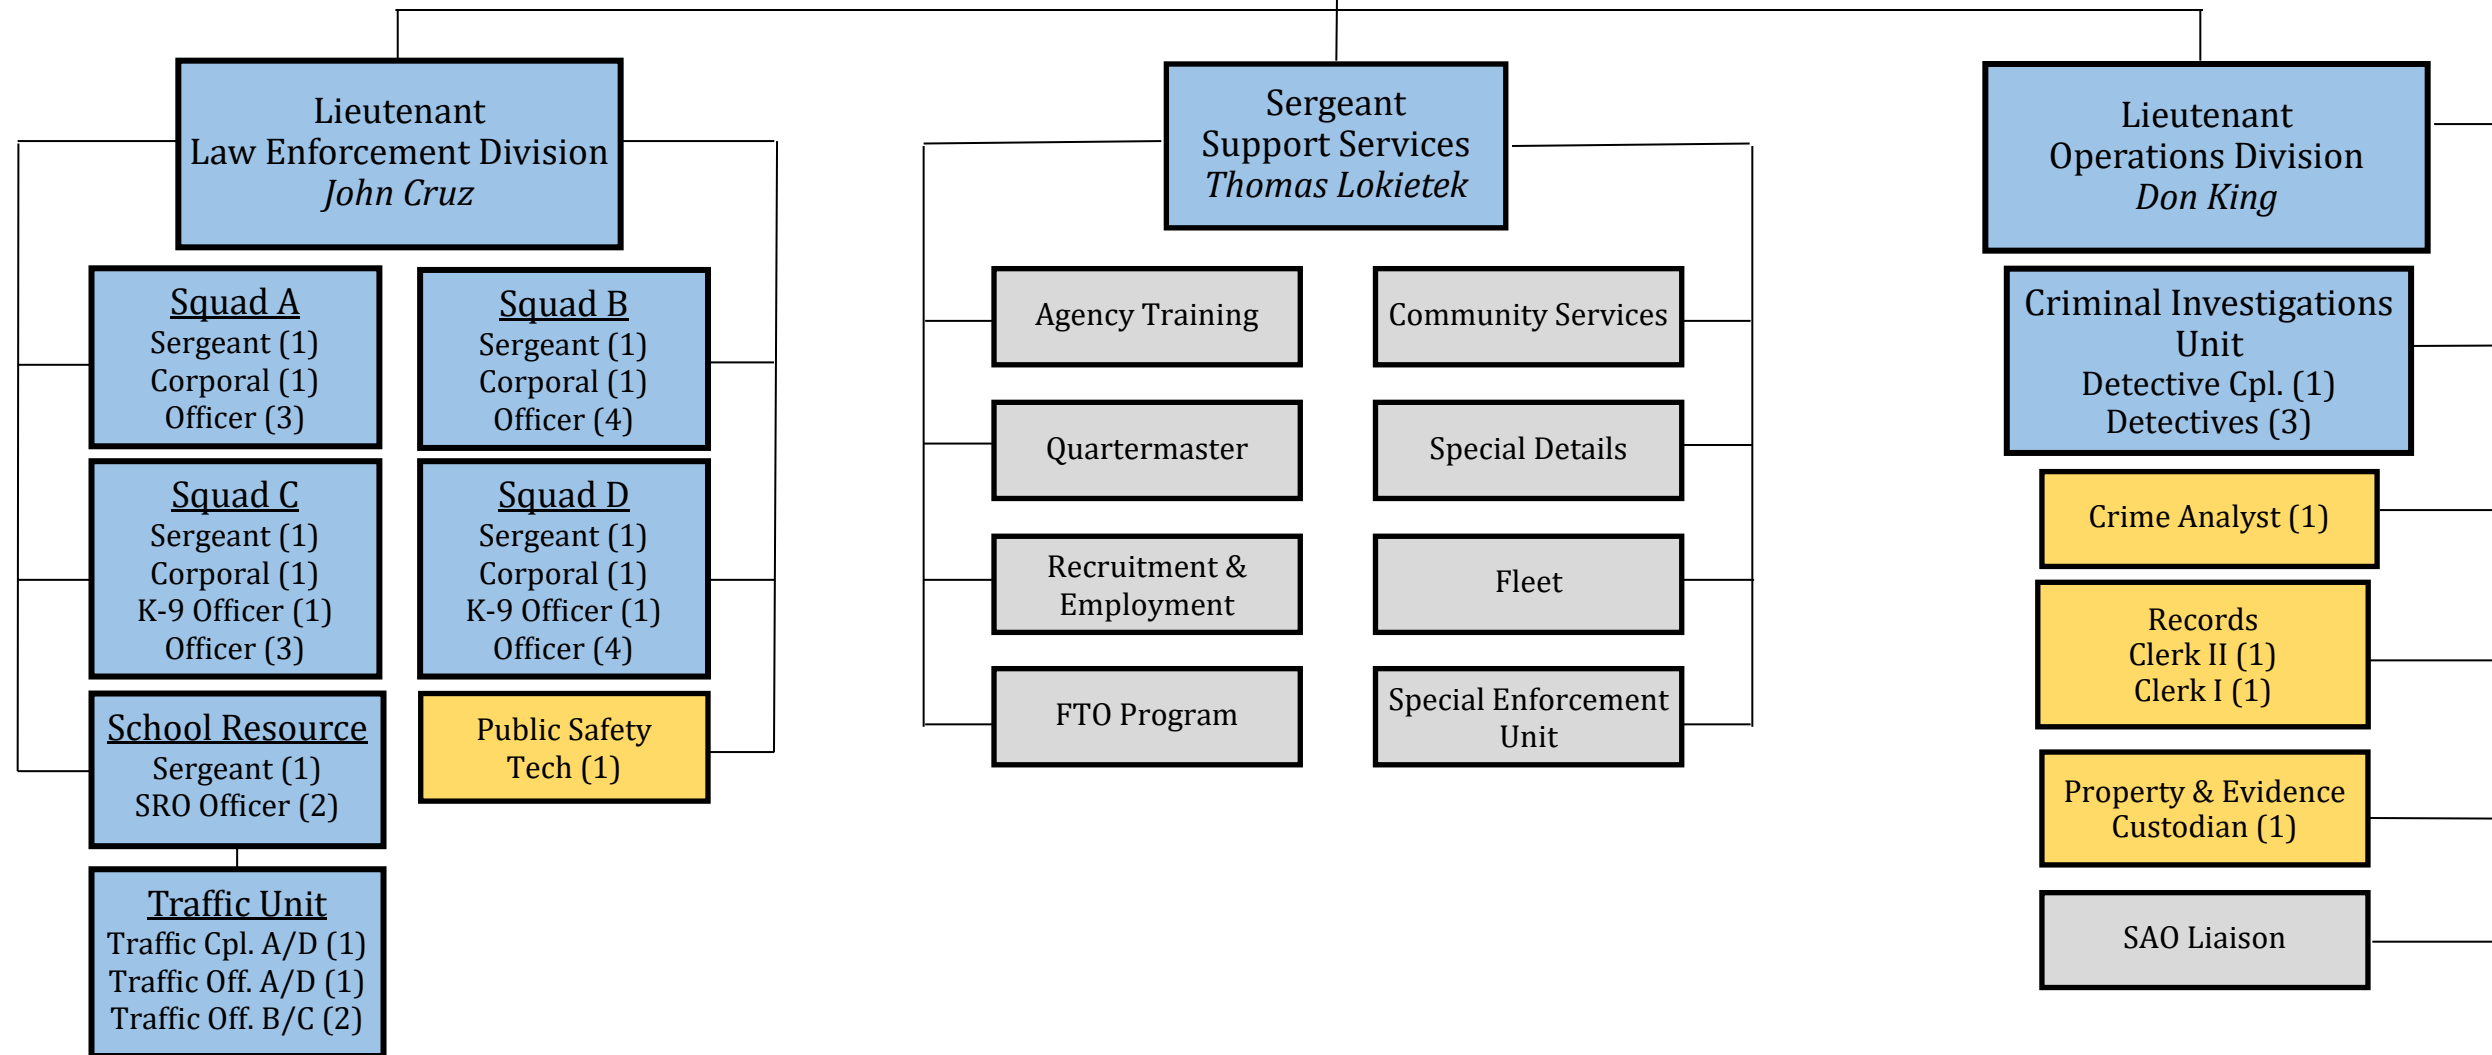 Lieutenant
Law Enforcement Division
John Cruz
Squad A
Sergeant (1)
Corporal (1)
Officer (3)
Squad B
Sergeant (1)
Corporal (1)
Officer (4)
Squad C
Sergeant (1)
Corporal (1)
K-9 Officer (1)
Officer (3)
Squad D
Sergeant (1)
Corporal (1)
K-9 Officer (1)
Officer (4)
School Resource
Sergeant (1)
SRO Officer (2)
Public Safety
Tech (1)
Traffic Unit
Traffic Cpl. A/D (1)
Traffic Off. A/D (1)
Traffic Off. B/C (2)
Sergeant
Support Services
Thomas Lokietek
Agency Training
Community Services
Quartermaster
Special Details
Recruitment &
Employment
Fleet
FTO Program
Special Enforcement
Unit
Lieutenant
Operations Division
Don King
Criminal Investigations
Unit
Detective Cpl. (1)
Detectives (3)
Crime Analyst (1)
Records
Clerk II (1)
Clerk I (1)
Property & Evidence
Custodian (1)
SAO Liaison